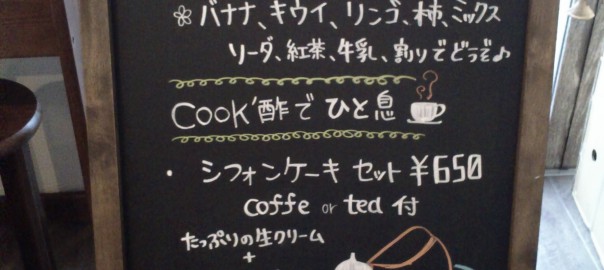 バナナ、キウイ、リンゴ、柿、ミックス
ソーダ、紅茶、牛乳、割りでどうぞ♪
Cook'酢でひと息
・シフォンケーキ セット ¥650
coffe or tea 付
たっぷりの生クリーム
+